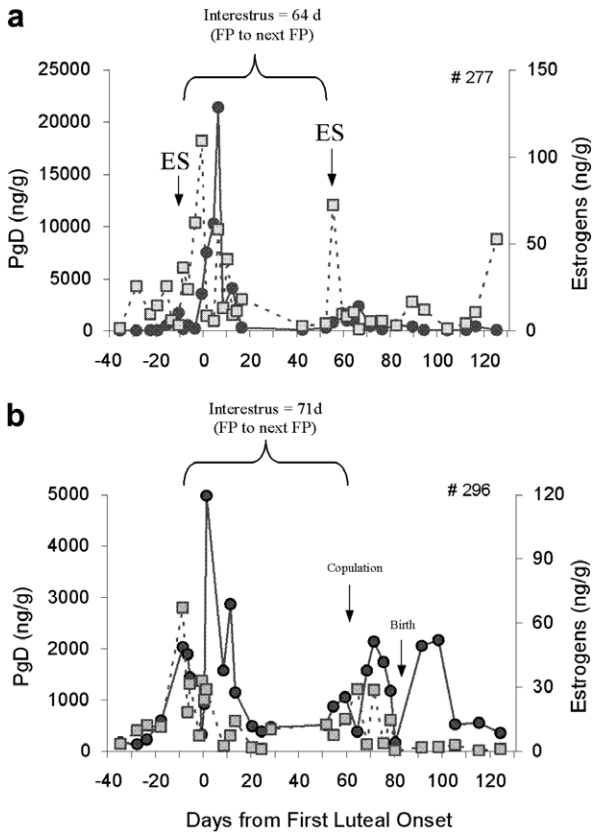 a
Interestrus = 64 d
(FP to next FP)
# 277
25000
20000
15000
10000
5000
0
PgD (ng/g)
150
100
50
0
Estrogens (ng/g)
ES
ES
-40 -20 0 20 40 60 80 100 120
b
Interestrus = 71d
(FP to next FP)
# 296
5000
4000
3000
2000
1000
0
PgD (ng/g)
120
90
60
30
0
Estrogens (ng/g)
Copulation
Birth
-40 -20 0 20 40 60 80 100 120
Days from First Luteal Onset